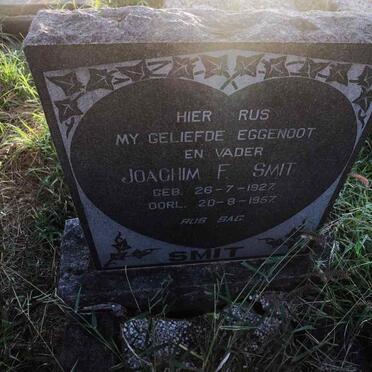 HIER RUS
MY GELIEFDE EGGENOOT
EN VADER
JOACHIM F. SMIT
GEB. 26-7-1927.
OORL. 20-8-1957.
RUS SAG.
SMIT